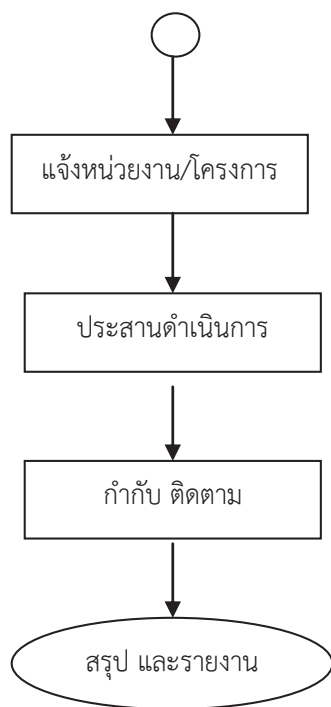 แจ้งหน่วยงาน/โครงการ
ประสานดำเนินการ
กำกับ ติดตาม
สรุป และรายงาน